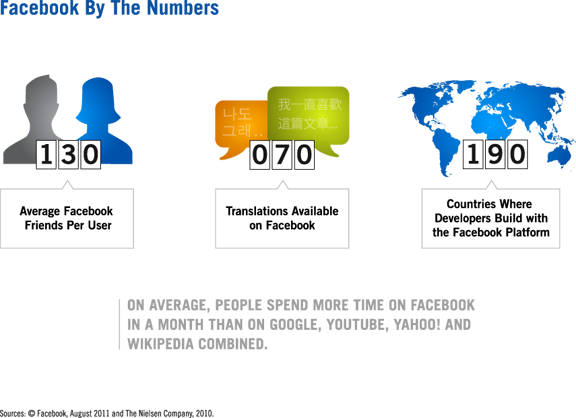 Facebook By The Numbers
나도
그래..
我一直喜歡
這篇文章...
130
070
190
Average Facebook
Friends Per User
Translations Available
on Facebook
Countries Where
Developers Build with
the Facebook Platform
ON AVERAGE, PEOPLE SPEND MORE TIME ON FACEBOOK
IN A MONTH THAN ON GOOGLE, YOUTUBE, YAHOO! AND
WIKIPEDIA COMBINED.
Sources: © Facebook, August 2011 and The Nielsen Company, 2010.